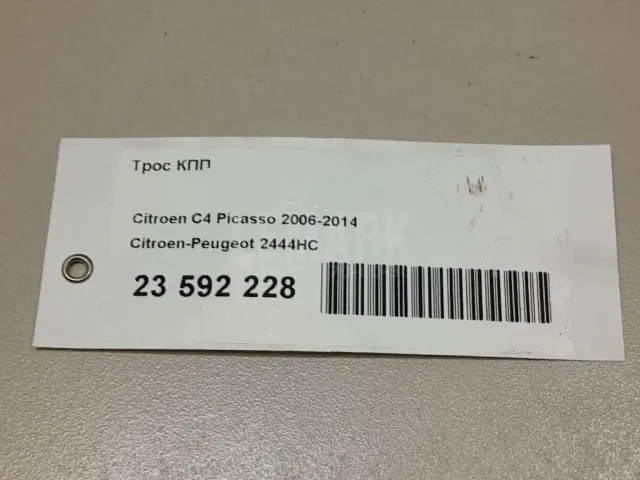 Трос КПП
Citroen C4 Picasso 2006-2014
Citroen-Peugeot 2444HC
23 592 228